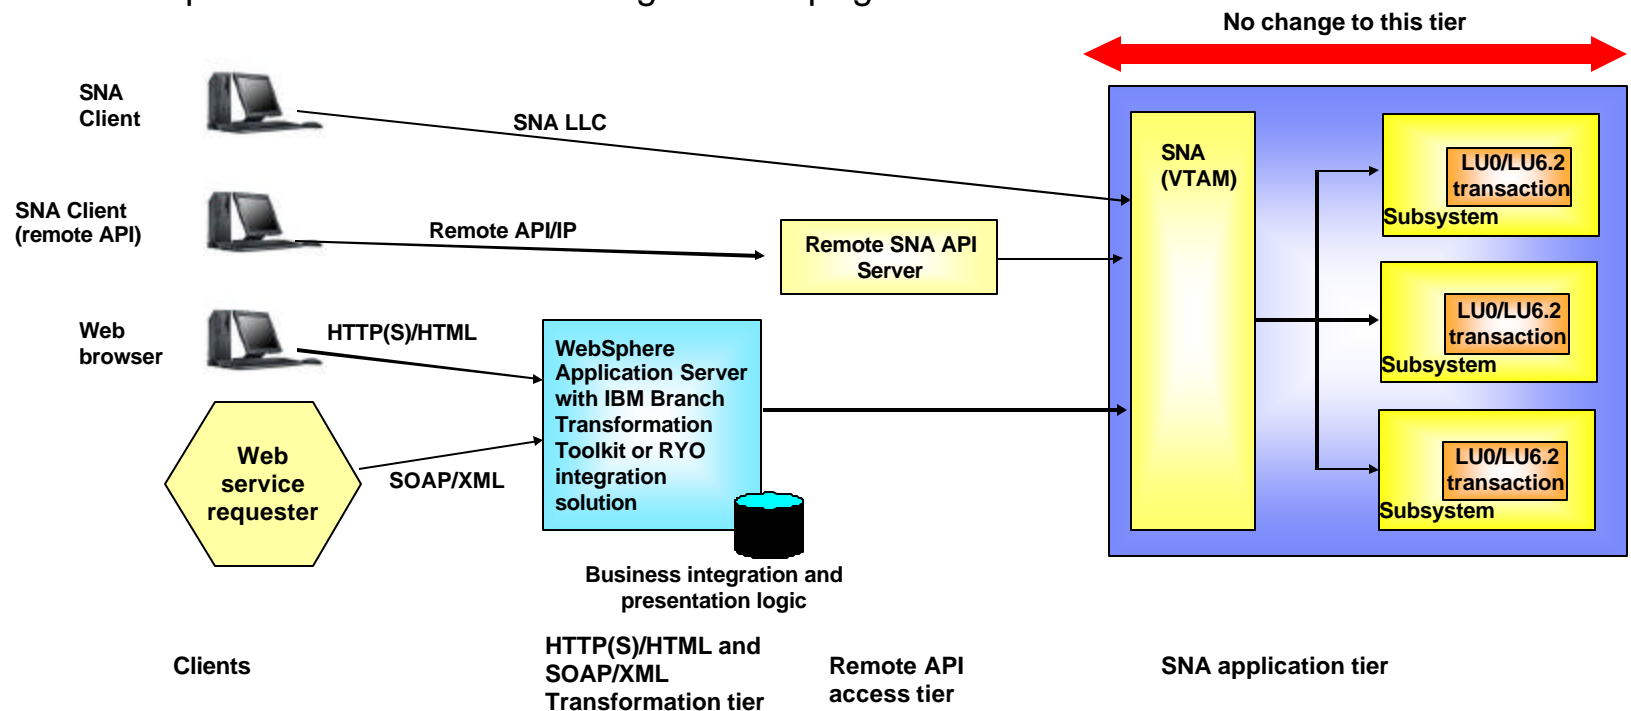 No change to this tier
SNA
Client
SNA LLC
SNA
(VTAM)
LU0/LU6.2
transaction
Subsystem
SNA Client
(remote API)
Remote API/IP
Remote SNA API
Server
Web
browser
HTTP(S)/HTML
WebSphere
Application Server
with IBM Branch
Transformation
Toolkit or RYO
integration
solution
LU0/LU6.2
transaction
Subsystem
Web
service
requester
SOAP/XML
LU0/LU6.2
transaction
Subsystem
Business integration and
presentation logic
Clients
HTTP(S)/HTML and
SOAP/XML
Transformation tier
Remote API
access tier
SNA application tier